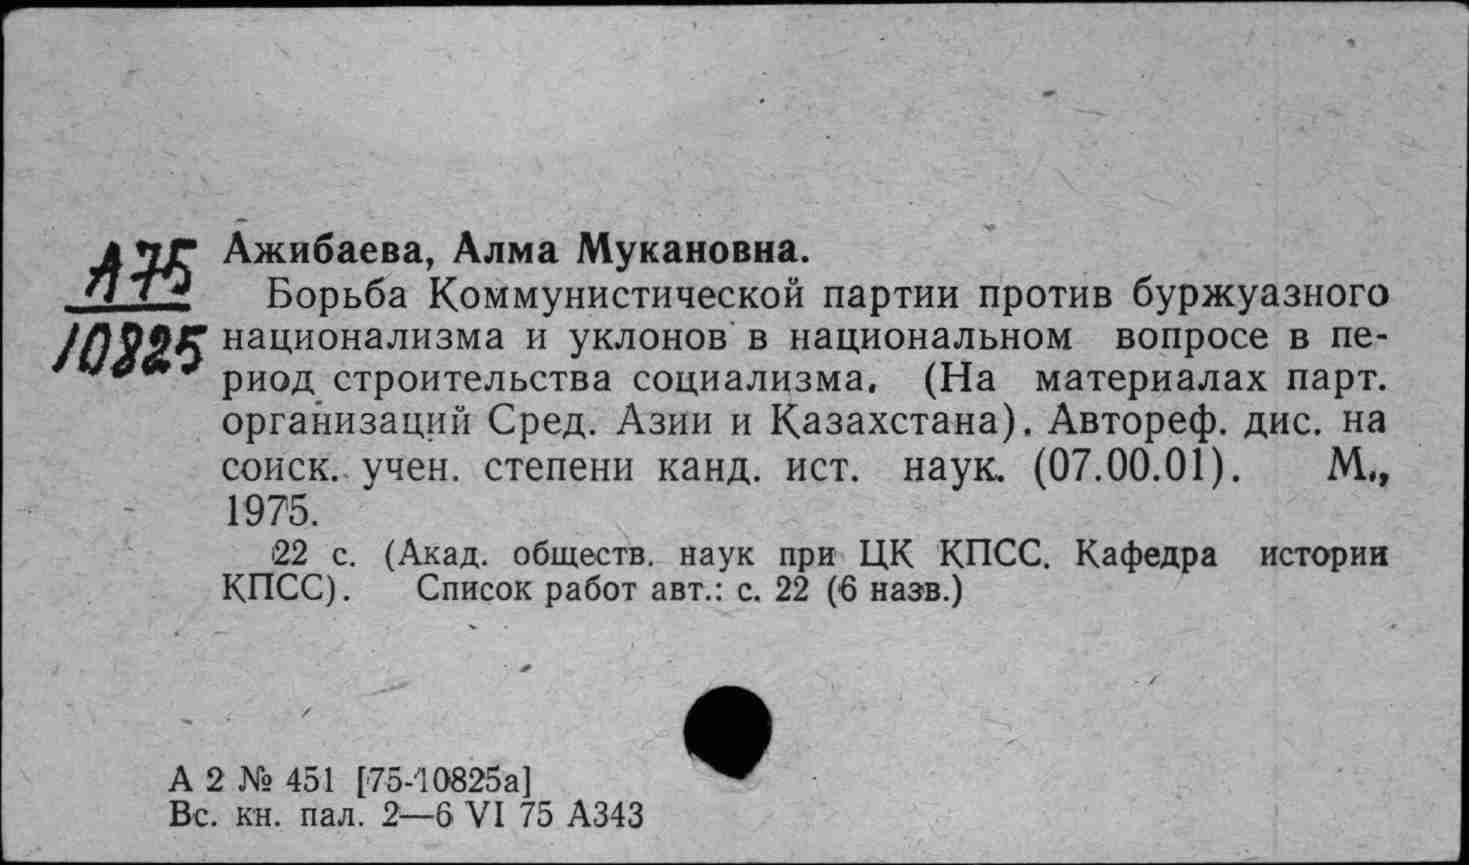 А75
10825
Ажибаева, Алма Мукановна.
Борьба Коммунистической партии против буржуазного
национализма и уклонов в национальном вопросе в пе-
риод строительства социализма. (На материалах парт.
организаций Сред. Азии и Казахстана). Автореф. дис. на
соиск. учен. степени канд. ист. наук. (07.00.01). М.,
1975.
22 с. (Акад. обществ. наук при ЦК КПСС. Кафедра истории
КПСС). Список работ авт.: с. 22 (6 назв.)
А 2 № 451 [75-10825а]
Вс. кн. пал. 2—6 VI 75 А343